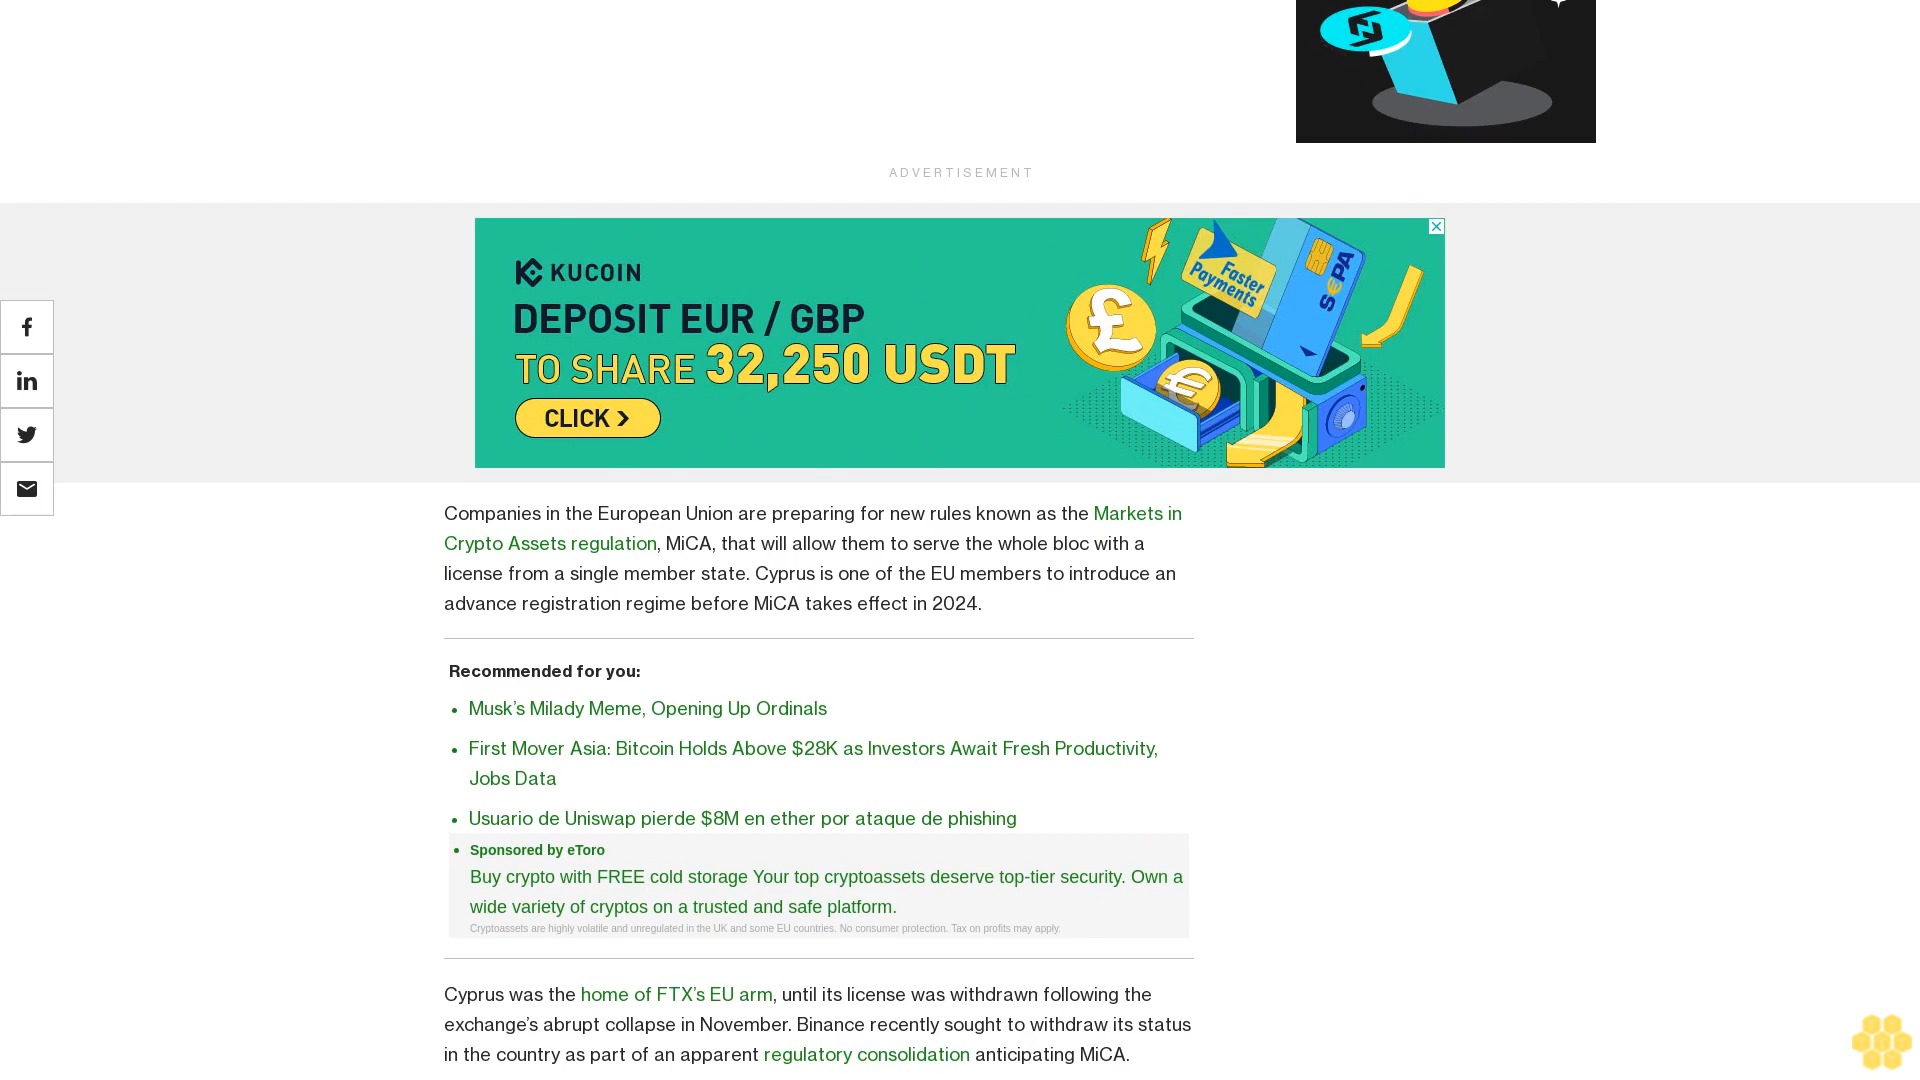 ADVERTISEMENT
KUCOIN
DEPOSIT EUR / GBP
TO SHARE 32,250 USDT
CLICK >
Faster
Payments
S€PA
£
€
Companies in the European Union are preparing for new rules known as the Markets in
Crypto Assets regulation, MiCA, that will allow them to serve the whole bloc with a
license from a single member state. Cyprus is one of the EU members to introduce an
advance registration regime before MiCA takes effect in 2024.
Recommended for you:
• Musk’s Milady Meme, Opening Up Ordinals
• First Mover Asia: Bitcoin Holds Above $28K as Investors Await Fresh Productivity,
Jobs Data
• Usuario de Uniswap pierde $8M en ether por ataque de phishing
• Sponsored by eToro
Buy crypto with FREE cold storage Your top cryptoassets deserve top-tier security. Own a
wide variety of cryptos on a trusted and safe platform.
Cryptoassets are highly volatile and unregulated in the UK and some EU countries. No consumer protection. Tax on profits may apply.
Cyprus was the home of FTX’s EU arm, until its license was withdrawn following the
exchange’s abrupt collapse in November. Binance recently sought to withdraw its status
in the country as part of an apparent regulatory consolidation anticipating MiCA.